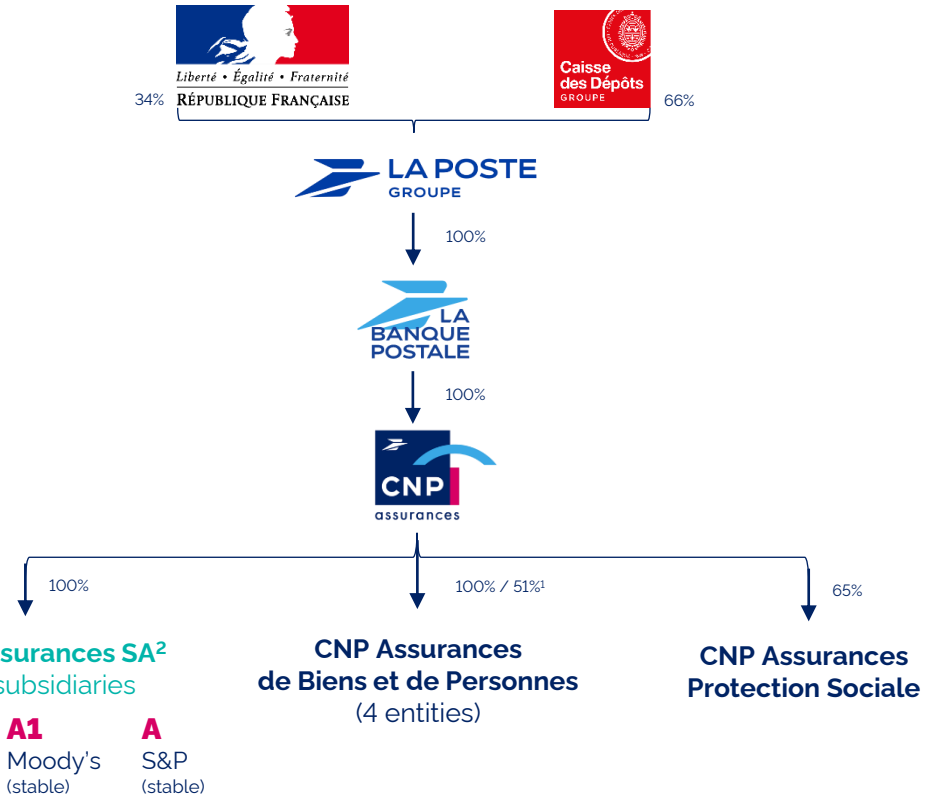 Liberté • Égalité • Fraternité
RÉPUBLIQUE FRANÇAISE
34%
Caisse
des Dépôts
GROUPE
66%
LA POSTE
GROUPE
100%
LA
BANQUE
POSTALE
100%
CNP
assurances
100%
100% / 51%¹
65%
surances SA²
subsidiaries
A1
Moody's
(stable)
A
S&P
(stable)
CNP Assurances
de Biens et de Personnes
(4 entities)
CNP Assurances
Protection Sociale